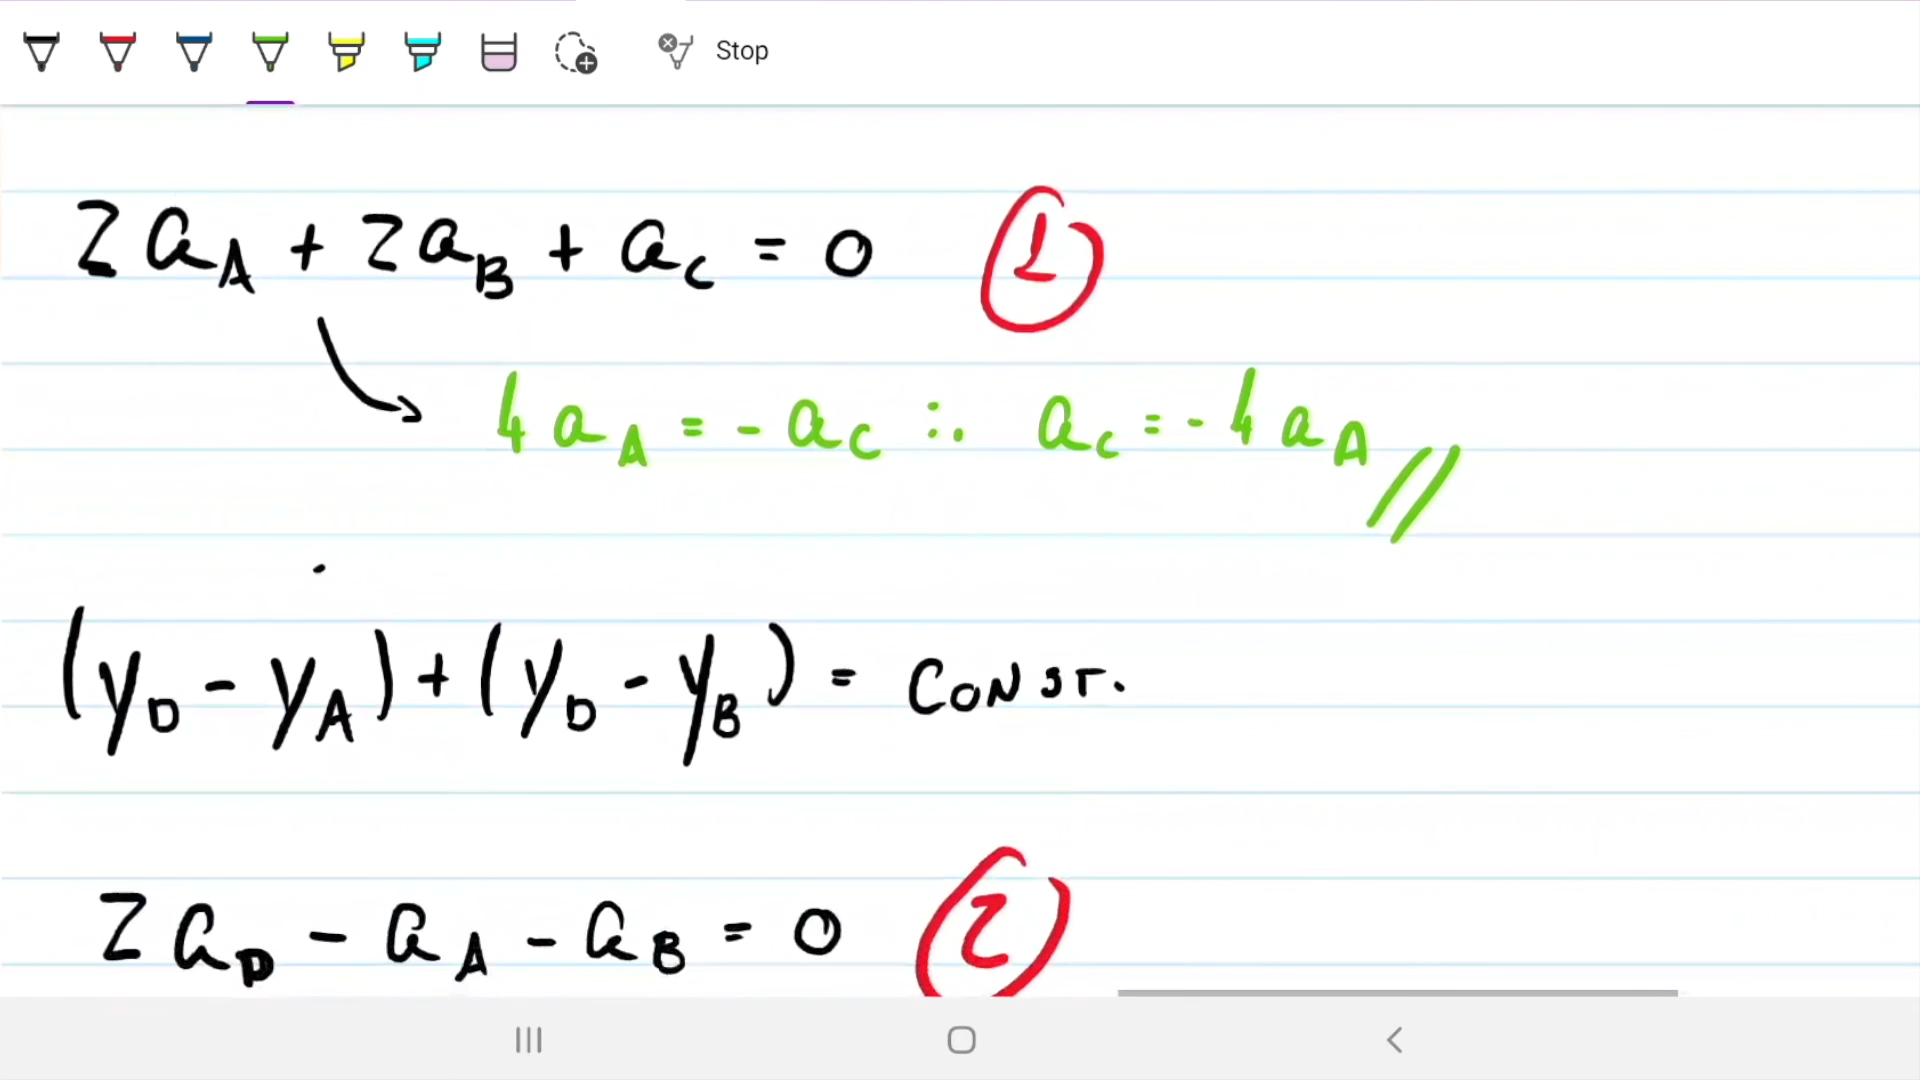 Stop
2a_A + 2a_B + a_C = 0 (1)
4a_A = -a_C ∴ a_C = -4a_A //
(y_D - y_A) + (y_D - y_B) = CONST.
2a_D - a_A - a_B = 0 (2)